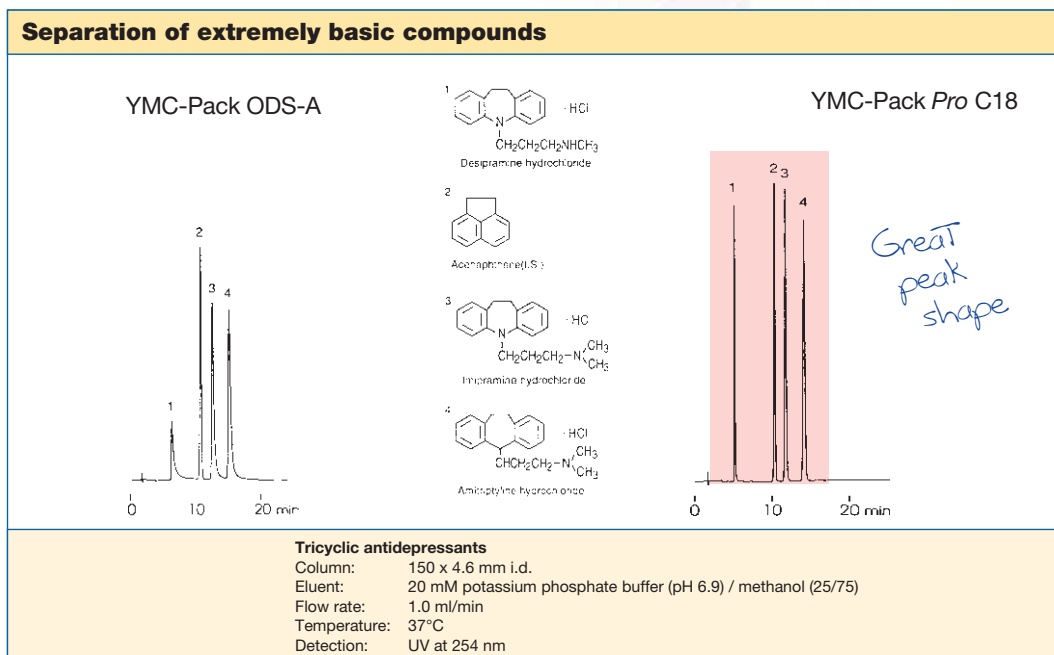 Separation of extremely basic compounds
YMC-Pack ODS-A
1
2
3
4
0
10
20 min
1
· HCl
N
CH₂CH₂CH₂NHCH₃
Desipramine hydrochloride
2
Acenaphthene(I.S.)
3
· HC
N
CH₂CH₂CH₂–N
CH₃
CH₃
Imipramine hydrochloride
4
· HCl
CHCH₂CH₂–N
CH₃
CH₃
YMC-Pack Pro C18
1
2
3
4
0
10
20 min
Great
peak
shape
Tricyclic antidepressants
Column: 150 x 4.6 mm i.d.
Eluent: 20 mM potassium phosphate buffer (pH 6.9) / methanol (25/75)
Flow rate: 1.0 ml/min
Temperature: 37°C
Detection: UV at 254 nm